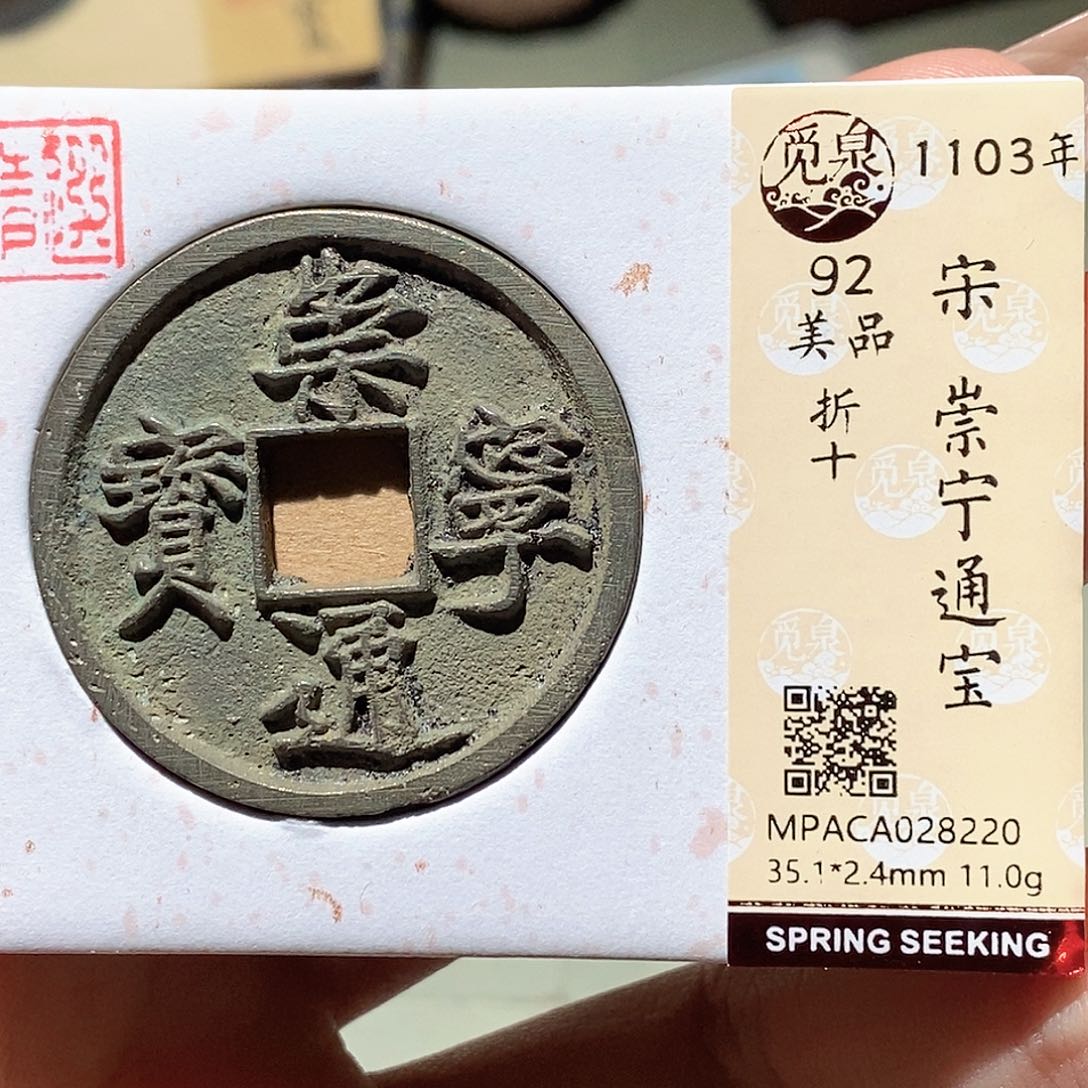 崇
寧
通
寶
覓泉 1103年
92
美品
折十
宋 崇宁通宝
MPACA028220
35.1*2.4mm 11.0g
SPRING SEEKING